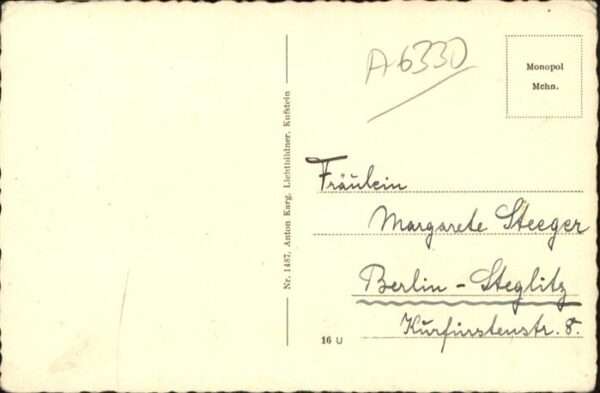 A6330
Monopol
Mchn.
Nr. 1487, Anton Karg, Lichtbildner, Kufstein
Fräulein
Margarete Steeger
Berlin - Steglitz
Kurfürstenstr. 8.
16 U